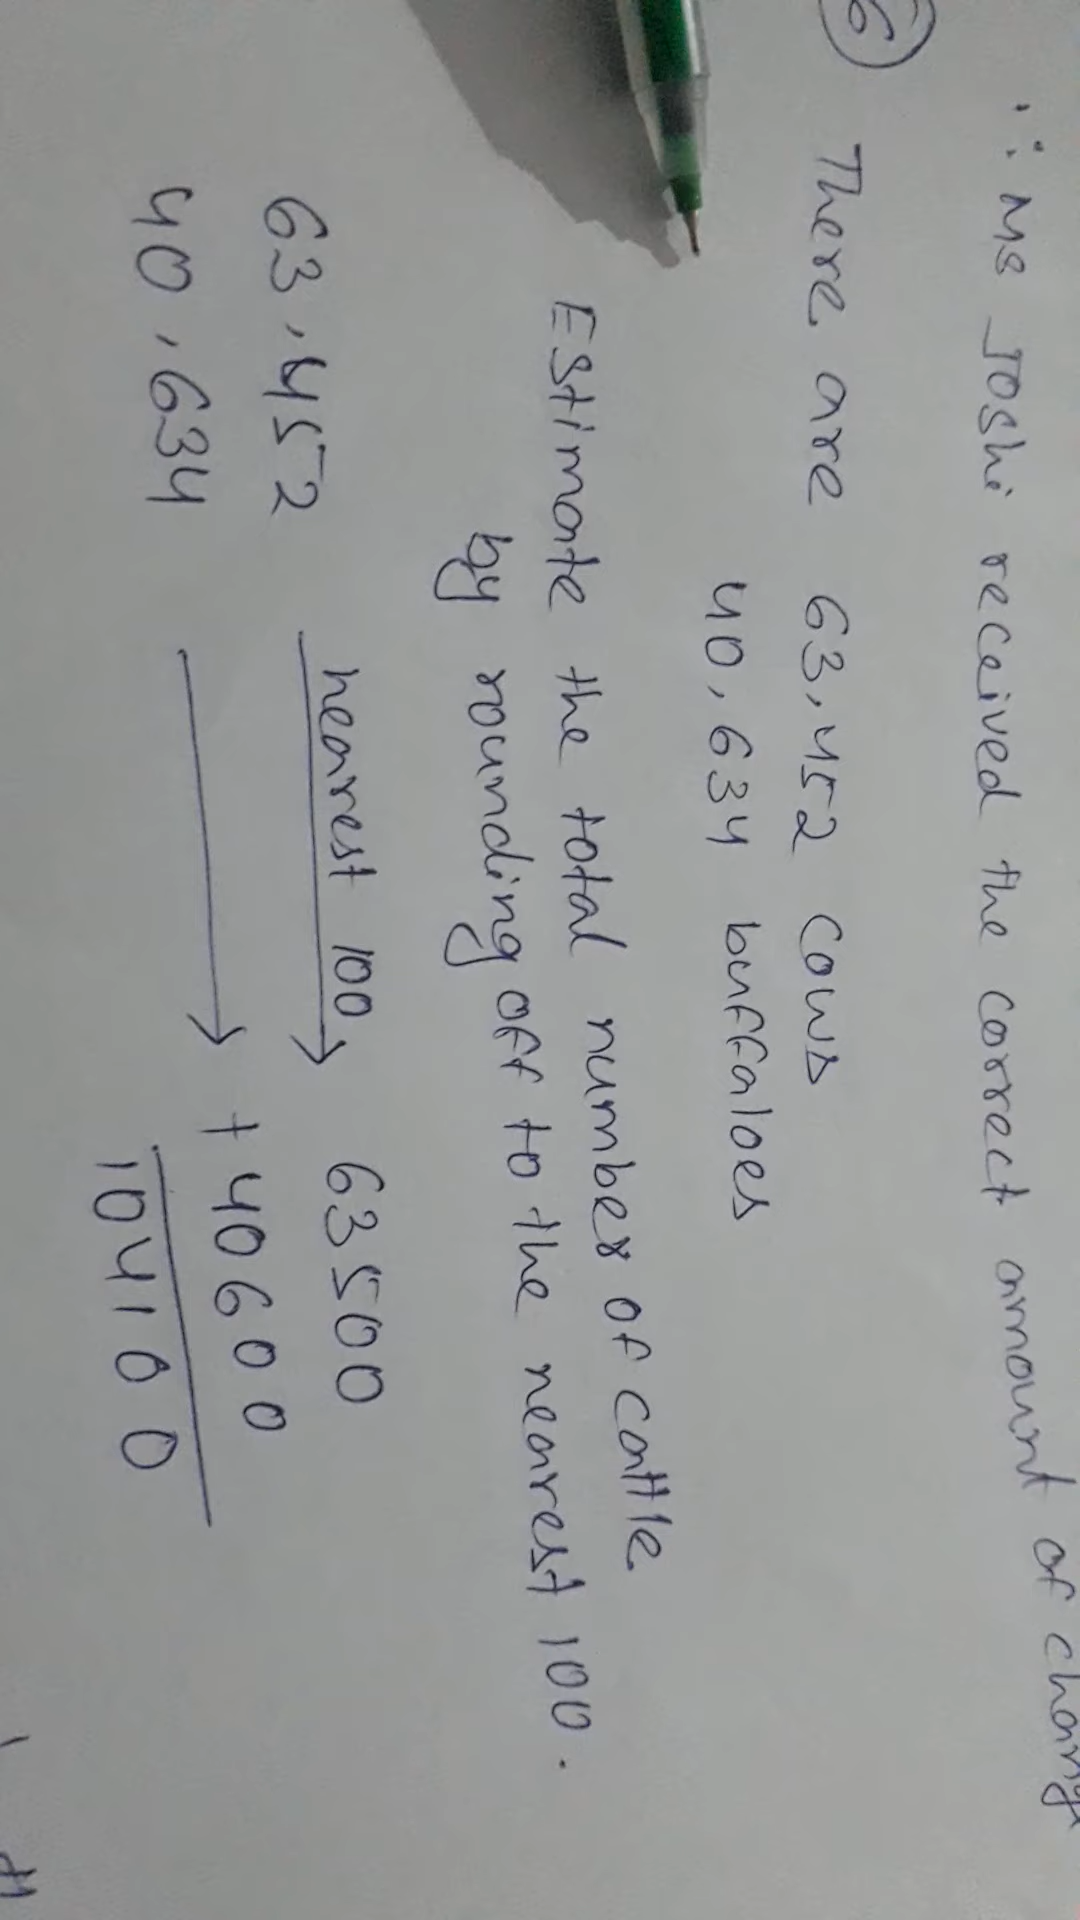 ∴ Ms Joshi received the correct amount of
6 There are 63,452 cows
40,634 buffaloes
Estimate the total number of cattle
by rounding off to the nearest 100.
63,452 nearest 100 → 63500
40,634 → + 40600
104100